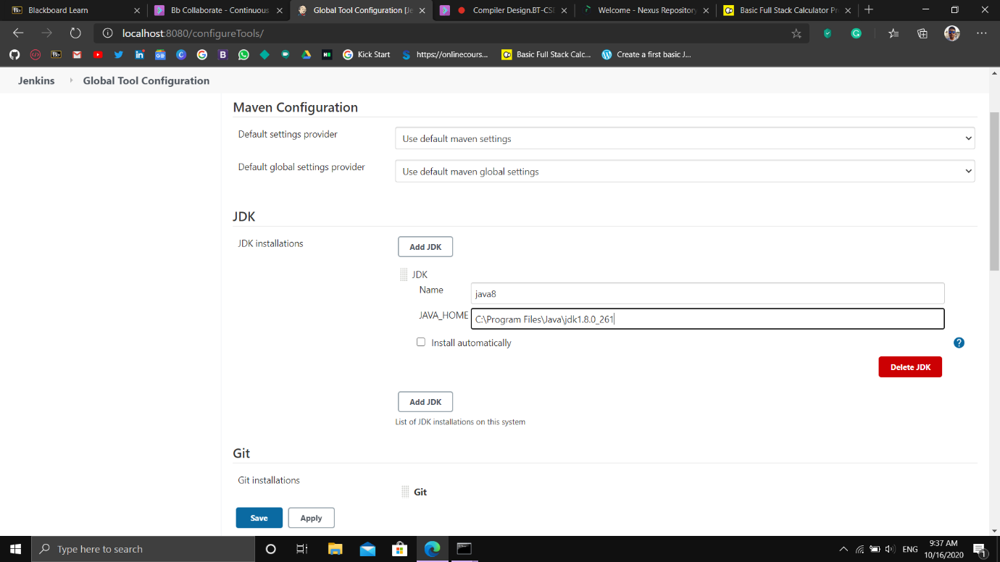 Blackboard Learn
Bb Collaborate - Continuous
Global Tool Configuration [Je
Compiler Design.BT-CSE
Welcome - Nexus Repository
Basic Full Stack Calculator Pr
localhost:8080/configureTools/
Kick Start
https://onlinecours...
Basic Full Stack Calc...
Create a first basic J...
Jenkins
Global Tool Configuration
Maven Configuration
Default settings provider
Use default maven settings
Default global settings provider
Use default maven global settings
JDK
JDK installations
Add JDK
JDK
Name
java8
JAVA_HOME
C:\Program Files\Java\jdk1.8.0_261
Install automatically
?
Delete JDK
Add JDK
List of JDK installations on this system
Git
Git installations
Git
Save
Apply
Type here to search
ENG
9:37 AM
10/16/2020
1